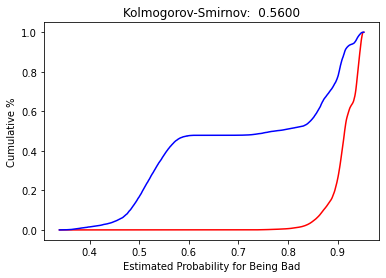 Kolmogorov-Smirnov:  0.5600
Cumulative %
1.0
0.8
0.6
0.4
0.2
0.0
0.4 0.5 0.6 0.7 0.8 0.9
Estimated Probability for Being Bad